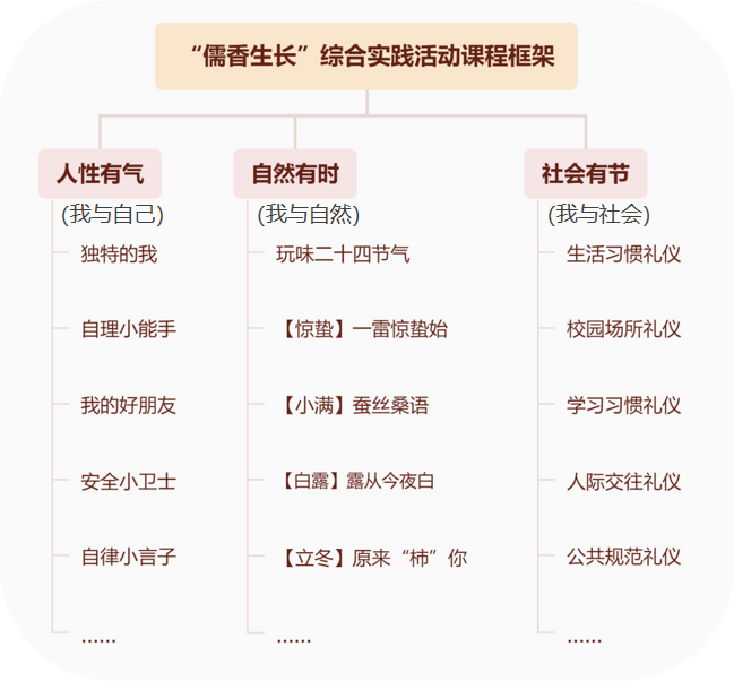 “儒香生长”综合实践活动课程框架
人性有气
(我与自己)
独特的我
自理小能手
我的好朋友
安全小卫士
自律小言子
……
自然有时
(我与自然)
玩味二十四节气
【惊蛰】一雷惊蛰始
【小满】蚕丝桑语
【白露】露从今夜白
【立冬】原来“柿”你
……
社会有节
(我与社会)
生活习惯礼仪
校园场所礼仪
学习习惯礼仪
人际交往礼仪
公共规范礼仪
……